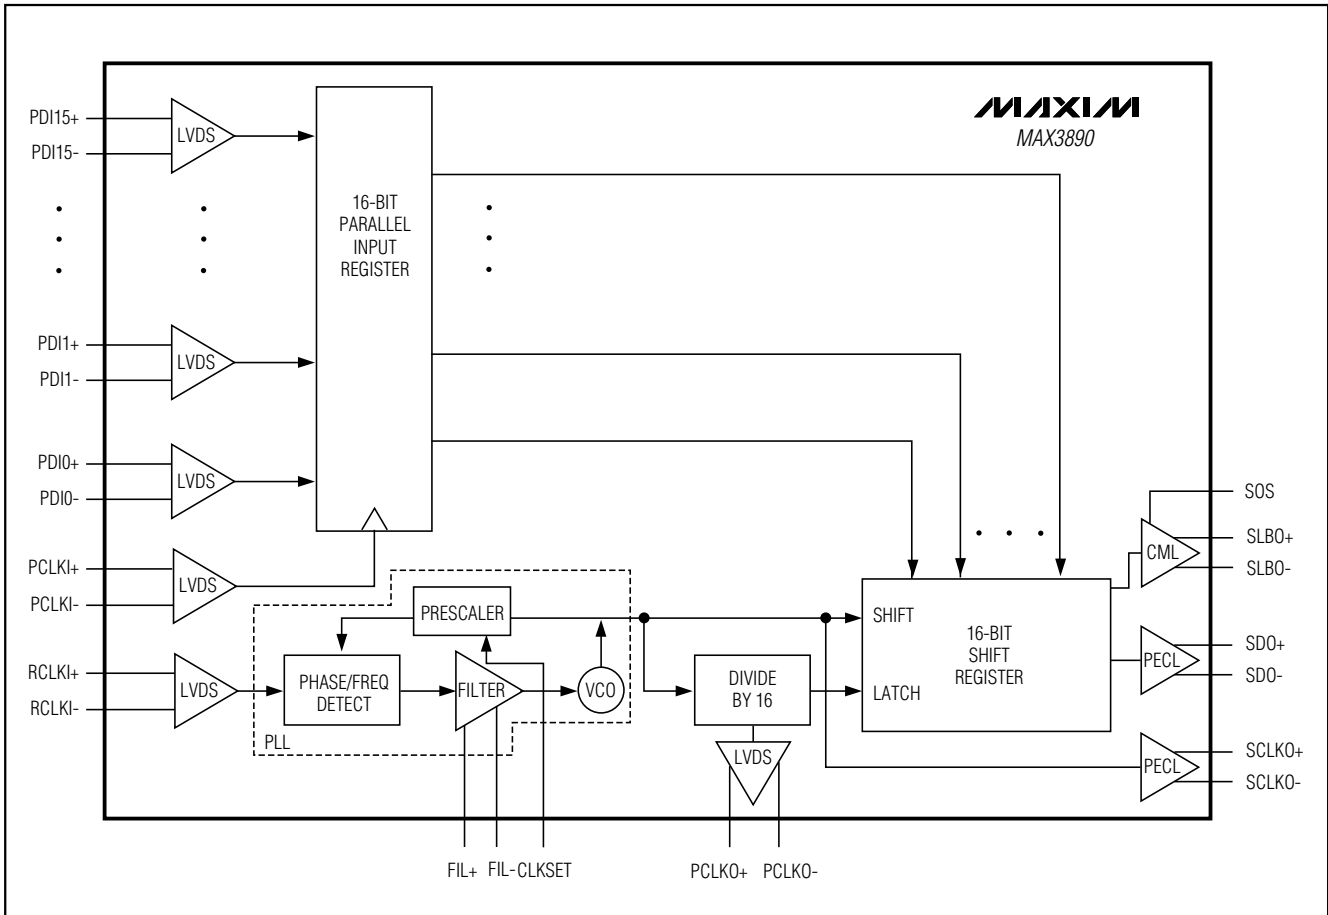 MAXIM
MAX3890
PDI15+
PDI15-
LVDS
16-BIT
PARALLEL
INPUT
REGISTER
PDI1+
PDI1-
LVDS
PDI0+
PDI0-
LVDS
PCLKI+
PCLKI-
LVDS
RCLKI+
RCLKI-
LVDS
PRESCALER
PHASE/FREQ
DETECT
FILTER
VCO
PLL
DIVIDE
BY 16
LVDS
SHIFT
LATCH
16-BIT
SHIFT
REGISTER
CML
SOS
SLBO+
SLBO-
PECL
SDO+
SDO-
PECL
SCLKO+
SCLKO-
FIL+
FIL-
CLKSET
PCLKO+
PCLKO-